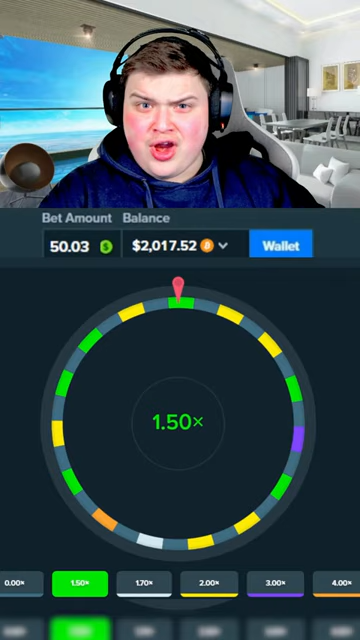 Bet Amount Balance
50.03 $2,017.52 Wallet
1.50×
0.00× 1.50× 1.70× 2.00× 3.00× 4.00×